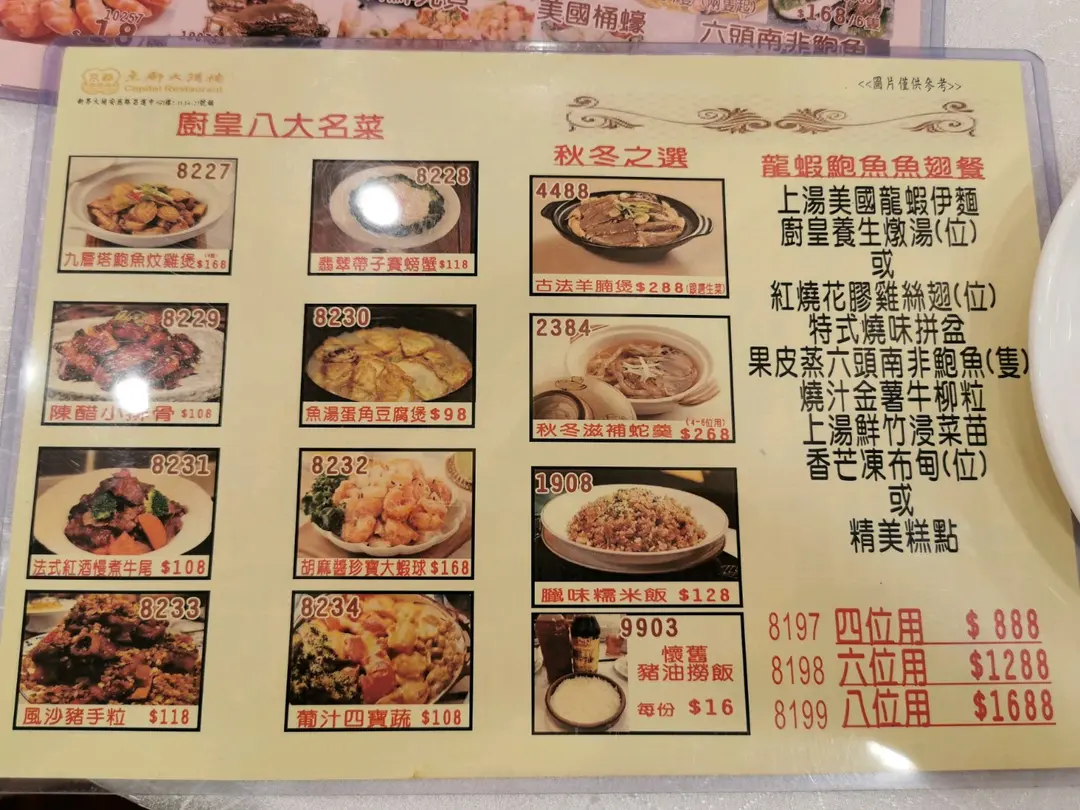 10257
$168/6隻
美國桶蠔
六頭南非鮑魚
京都大酒樓
Capital Restaurant
<<圖片僅供參考>>
廚皇八大名菜
8227
九層塔鮑魚炆雞煲 $168
8228
翡翠帶子賽螃蟹 $118
8229
陳醋小排骨 $108
8230
魚湯蛋角豆腐煲 $98
8231
法式紅酒慢煮牛尾 $108
8232
胡麻醬珍寶大蝦球 $168
8233
風沙豬手粒 $118
8234
葡汁四寶蔬 $108
秋冬之選
4488
古法羊腩煲 $288 (跟唐生菜)
2384
(4-6位用)
秋冬滋補蛇羹 $268
1908
臘味糯米飯 $128
9903
懷舊
豬油撈飯
每份 $16
龍蝦鮑魚魚翅餐
上湯美國龍蝦伊麵
廚皇養生燉湯(位)
或
紅燒花膠雞絲翅(位)
特式燒味拼盆
果皮蒸六頭南非鮑魚(隻)
燒汁金薯牛柳粒
上湯鮮竹浸菜苗
香芒凍布甸(位)
或
精美糕點
8197 四位用 $888
8198 六位用 $1288
8199 八位用 $1688